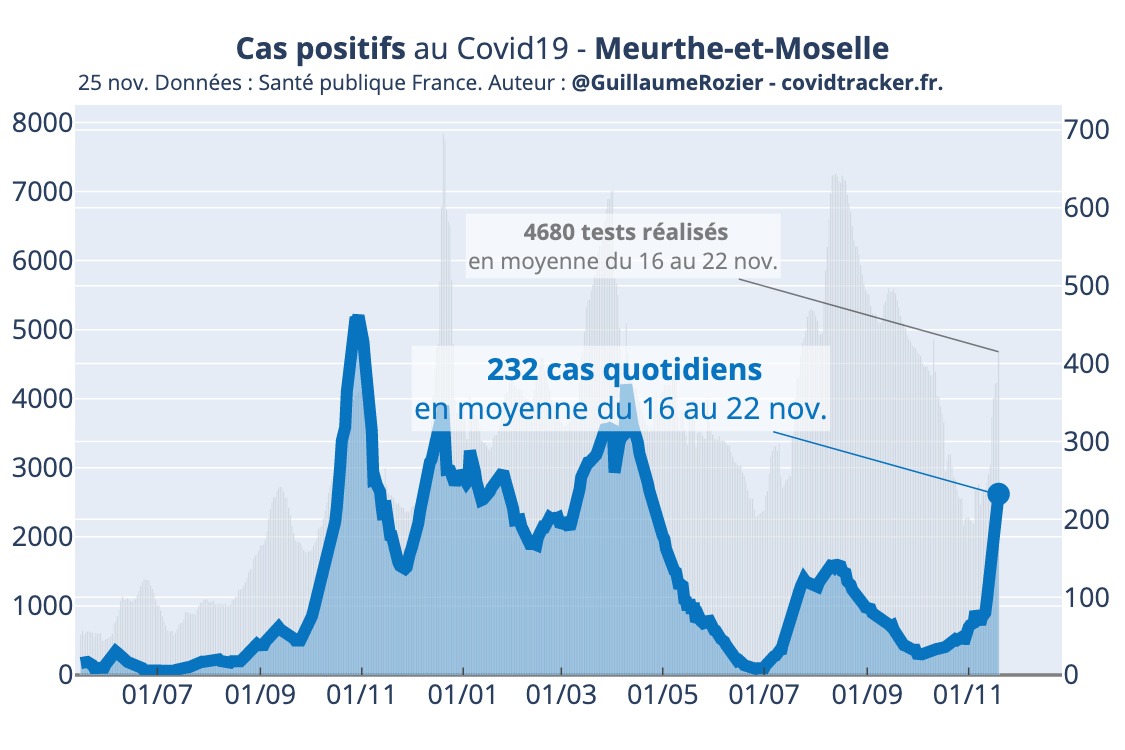 Cas positifs au Covid19 - Meurthe-et-Moselle
25 nov. Données : Santé publique France. Auteur : @GuillaumeRozier - covidtracker.fr.
8000
7000
6000
5000
4000
3000
2000
1000
0
700
600
500
400
300
200
100
0
4680 tests réalisés
en moyenne du 16 au 22 nov.
232 cas quotidiens
en moyenne du 16 au 22 nov.
01/07 01/09 01/11 01/01 01/03 01/05 01/07 01/09 01/11